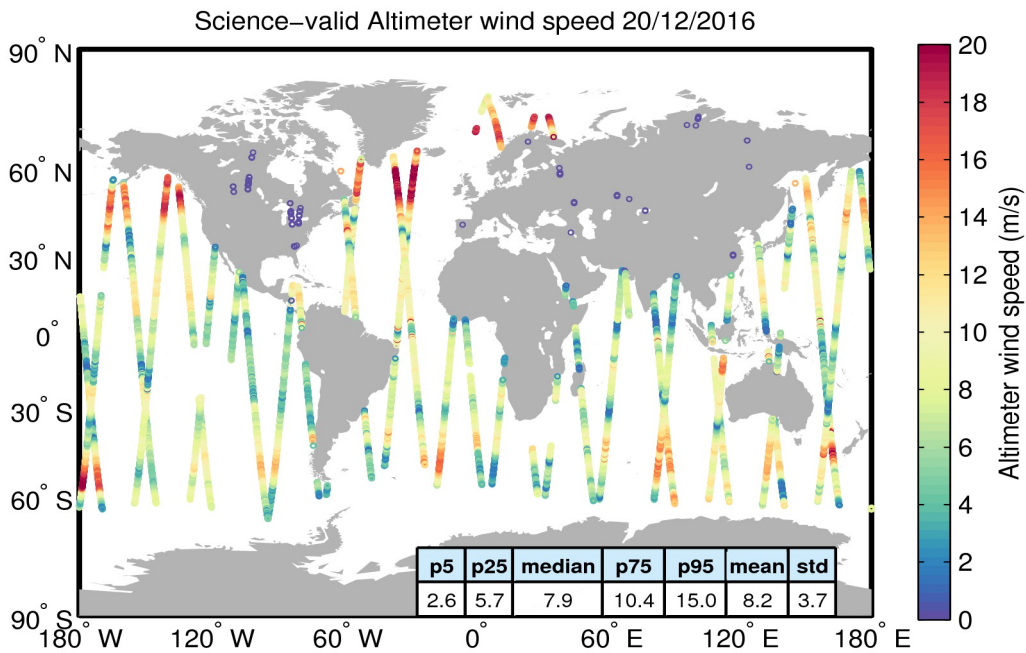 Science−valid Altimeter wind speed 20/12/2016
90° N
60° N
30° N
0°
30° S
60° S
90° S
180° W
120° W
60° W
0°
60° E
120° E
180° E
p5 p25 median p75 p95 mean std
2.6 5.7 7.9 10.4 15.0 8.2 3.7
20
18
16
14
12
10
8
6
4
2
0
Altimeter wind speed (m/s)